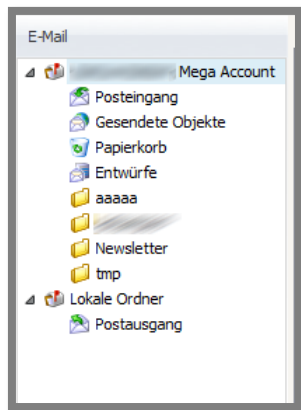 E-Mail
Mega Account
Posteingang
Gesendete Objekte
Papierkorb
Entwürfe
aaaaa
Newsletter
tmp
Lokale Ordner
Postausgang